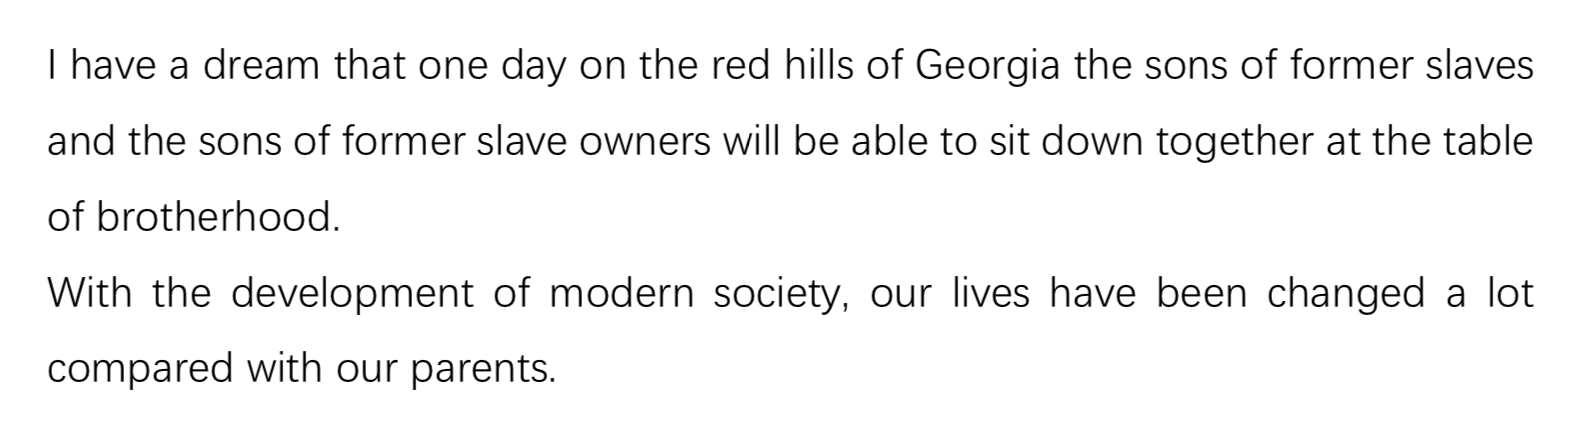 I have a dream that one day on the red hills of Georgia the sons of former slaves
and the sons of former slave owners will be able to sit down together at the table
of brotherhood.
With the development of modern society, our lives have been changed a lot
compared with our parents.